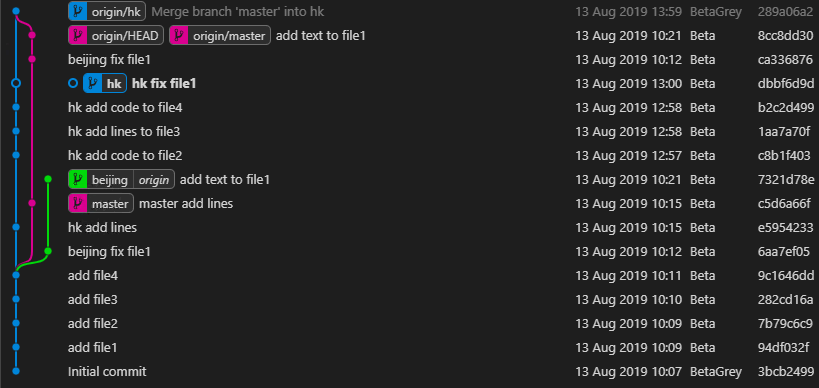 origin/hk Merge branch 'master' into hk 13 Aug 2019 13:59 BetaGrey 289a06a2
origin/HEAD origin/master add text to file1 13 Aug 2019 10:21 Beta 8cc8dd30
beijing fix file1 13 Aug 2019 10:12 Beta ca336876
hk hk fix file1 13 Aug 2019 13:00 Beta dbbf6d9d
hk add code to file4 13 Aug 2019 12:58 Beta b2c2d499
hk add lines to file3 13 Aug 2019 12:58 Beta 1aa7a70f
hk add code to file2 13 Aug 2019 12:57 Beta c8b1f403
beijing origin add text to file1 13 Aug 2019 10:21 Beta 7321d78e
master master add lines 13 Aug 2019 10:15 Beta c5d6a66f
hk add lines 13 Aug 2019 10:15 Beta e5954233
beijing fix file1 13 Aug 2019 10:12 Beta 6aa7ef05
add file4 13 Aug 2019 10:11 Beta 9c1646dd
add file3 13 Aug 2019 10:10 Beta 282cd16a
add file2 13 Aug 2019 10:09 Beta 7b79c6c9
add file1 13 Aug 2019 10:09 Beta 94df032f
Initial commit 13 Aug 2019 10:07 BetaGrey 3bcb2499